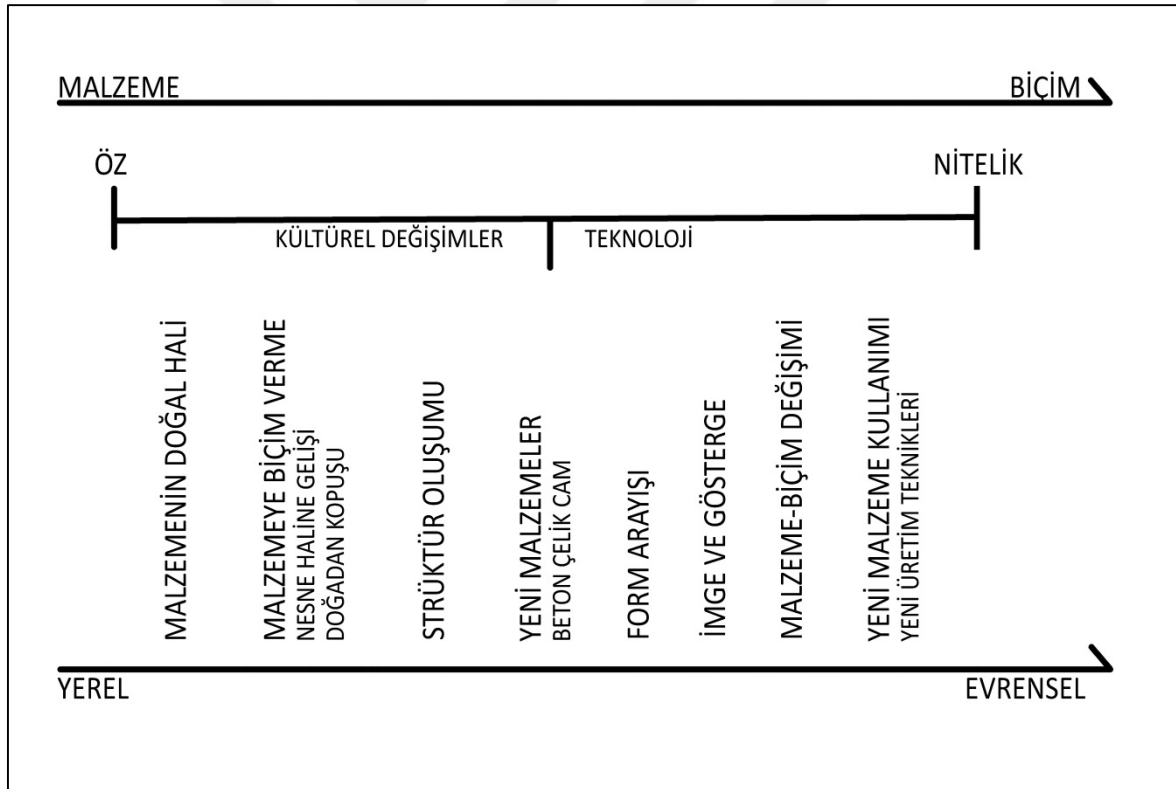 MALZEME
BİÇİM
ÖZ
NİTELİK
KÜLTÜREL DEĞİŞİMLER
TEKNOLOJİ
MALZEMENİN DOĞAL HALİ
MALZEMEYE BİÇİM VERME
NESNE HALİNE GELİŞİ
DOĞADAN KOPUŞU
STRÜKTÜR OLUŞUMU
YENİ MALZEMELER
BETON ÇELİK CAM
FORM ARAYIŞI
İMGE VE GÖSTERGE
MALZEME-BİÇİM DEĞİŞİMİ
YENİ MALZEME KULLANIMI
YENİ ÜRETİM TEKNİKLERİ
YEREL
EVRENSEL